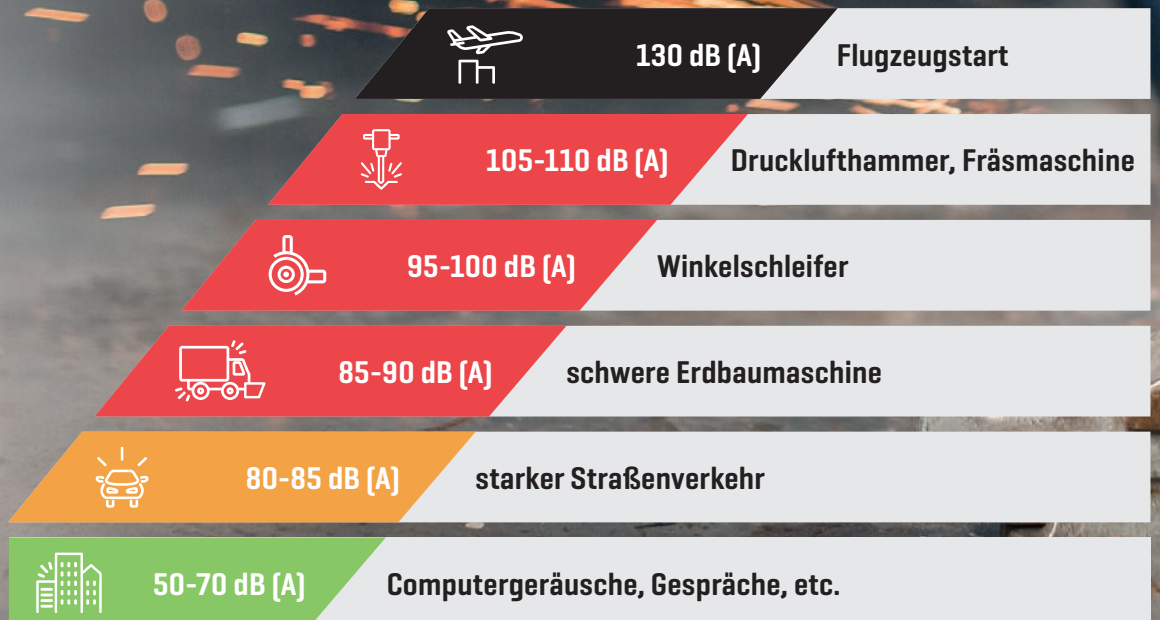 130 dB (A) Flugzeugstart
105-110 dB (A) Drucklufthammer, Fräsmaschine
95-100 dB (A) Winkelschleifer
85-90 dB (A) schwere Erdbaumaschine
80-85 dB (A) starker Straßenverkehr
50-70 dB (A) Computergeräusche, Gespräche, etc.